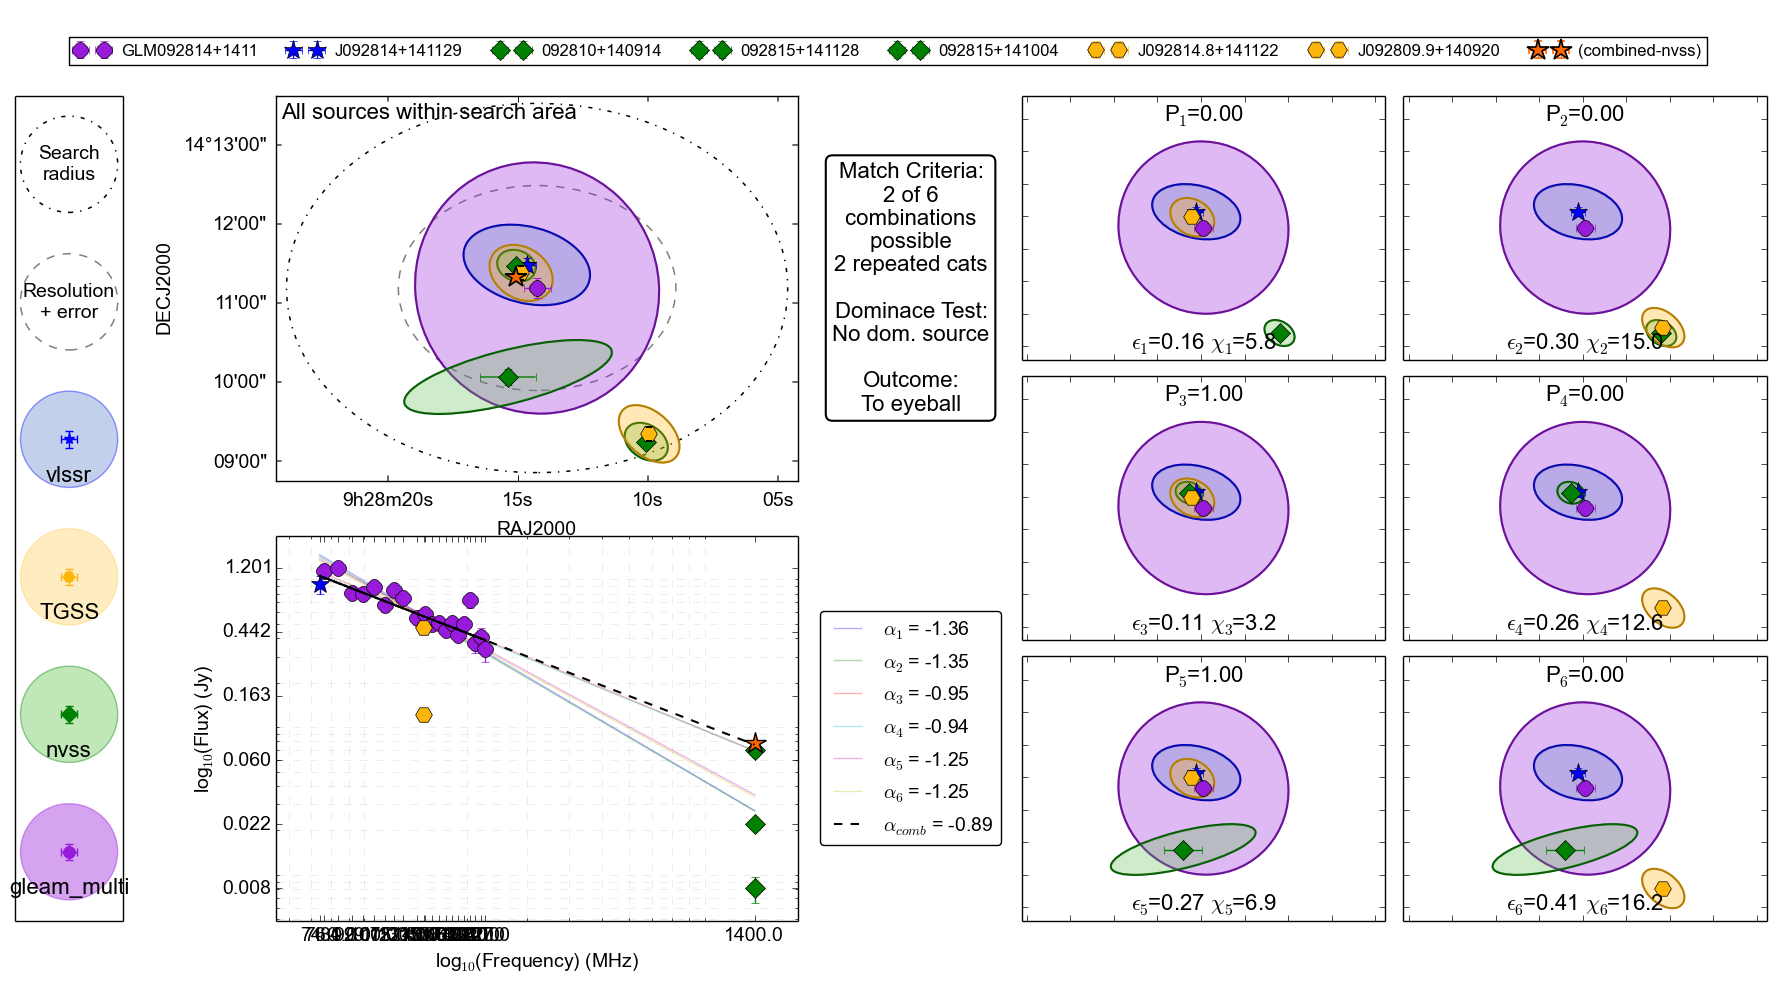 GLM092814+1411 J092814+141129 092810+140914 092815+141128 092815+141004 J092814.8+141122 J092809.9+140920 (combined-nvss)
Search
radius
Resolution
+ error
vlssr
TGSS
nvss
gleam_multi
All sources within search area
DECJ2000
14°13'00"
12'00"
11'00"
10'00"
09'00"
9h28m20s 15s 10s 05s
RAJ2000
Match Criteria:
2 of 6
combinations
possible
2 repeated cats
Dominace Test:
No dom. source
Outcome:
To eyeball
log₁₀(Flux) (Jy)
1.201
0.442
0.163
0.060
0.022
0.008
1400.0
log₁₀(Frequency) (MHz)
α₁ = -1.36
α₂ = -1.35
α₃ = -0.95
α₄ = -0.94
α₅ = -1.25
α₆ = -1.25
α_comb = -0.89
P₁=0.00
ϵ₁=0.16 χ₁=5.8
P₂=0.00
ϵ₂=0.30 χ₂=15.0
P₃=1.00
ϵ₃=0.11 χ₃=3.2
P₄=0.00
ϵ₄=0.26 χ₄=12.6
P₅=1.00
ϵ₅=0.27 χ₅=6.9
P₆=0.00
ϵ₆=0.41 χ₆=16.2